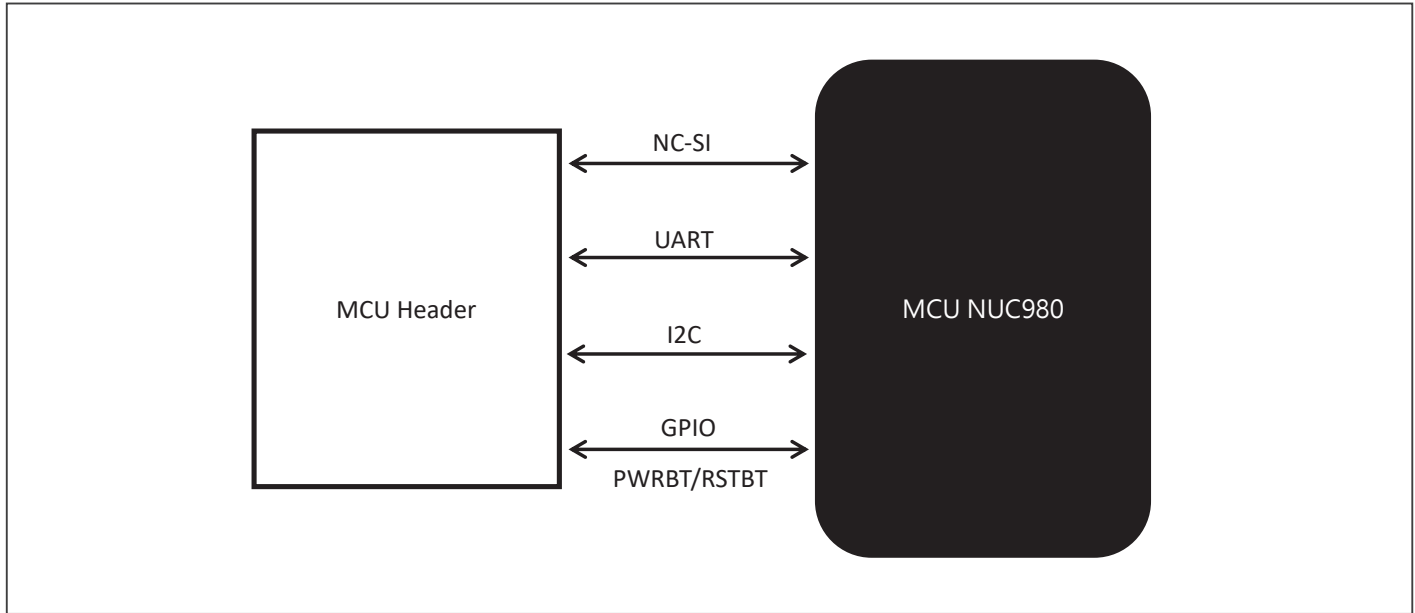 NC-SI
UART
MCU Header
MCU NUC980
I2C
GPIO
PWRBT/RSTBT